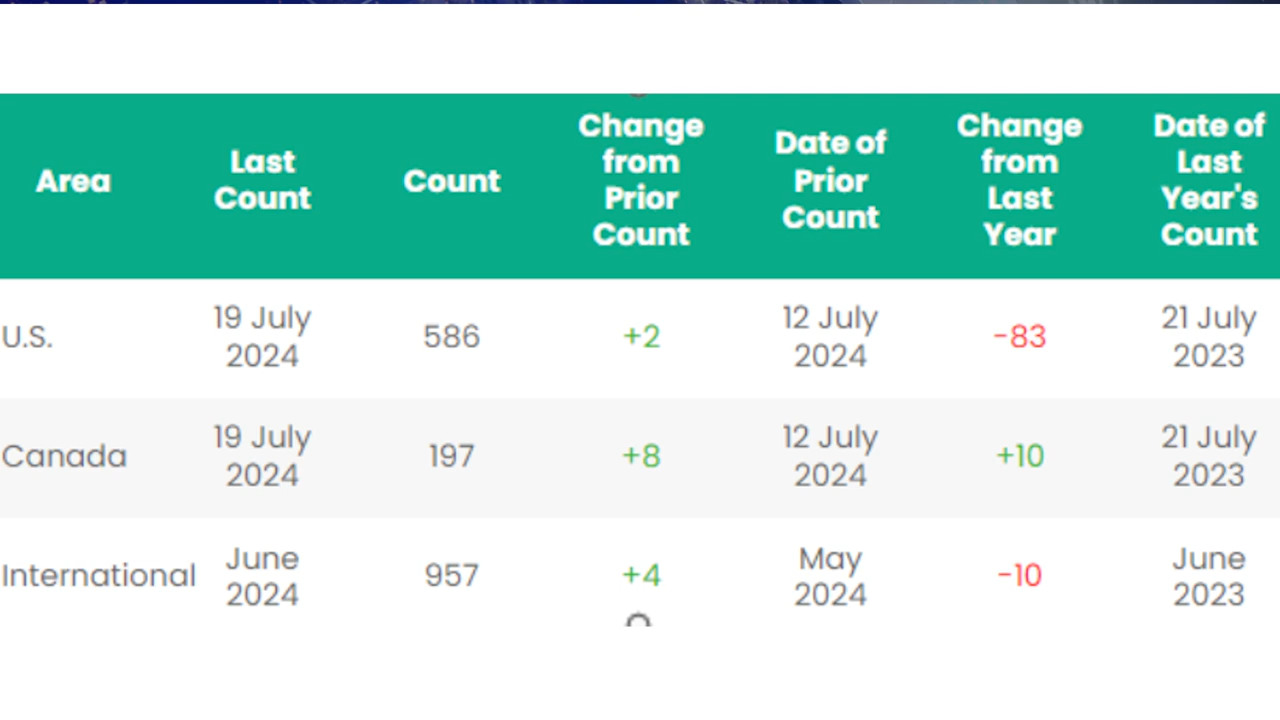 Area Last Count Count Change from Prior Count Date of Prior Count Change from Last Year Date of Last Year's Count
U.S. 19 July 2024 586 +2 12 July 2024 -83 21 July 2023
Canada 19 July 2024 197 +8 12 July 2024 +10 21 July 2023
International June 2024 957 +4 May 2024 -10 June 2023